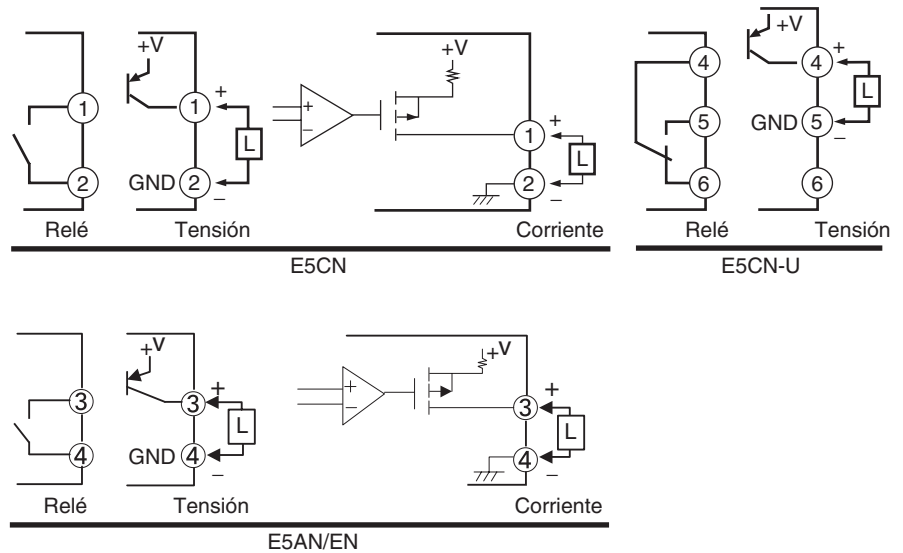 +V
1
2
Relé
+V
1
+
L
GND
2
–
Tensión
+
–
+V
1
+
L
2
–
Corriente
E5CN
4
5
6
Relé
+V
4
+
L
GND
5
–
6
Tensión
E5CN-U
3
4
Relé
+V
3
+
L
GND
4
–
Tensión
+
–
+V
3
+
L
4
–
Corriente
E5AN/EN